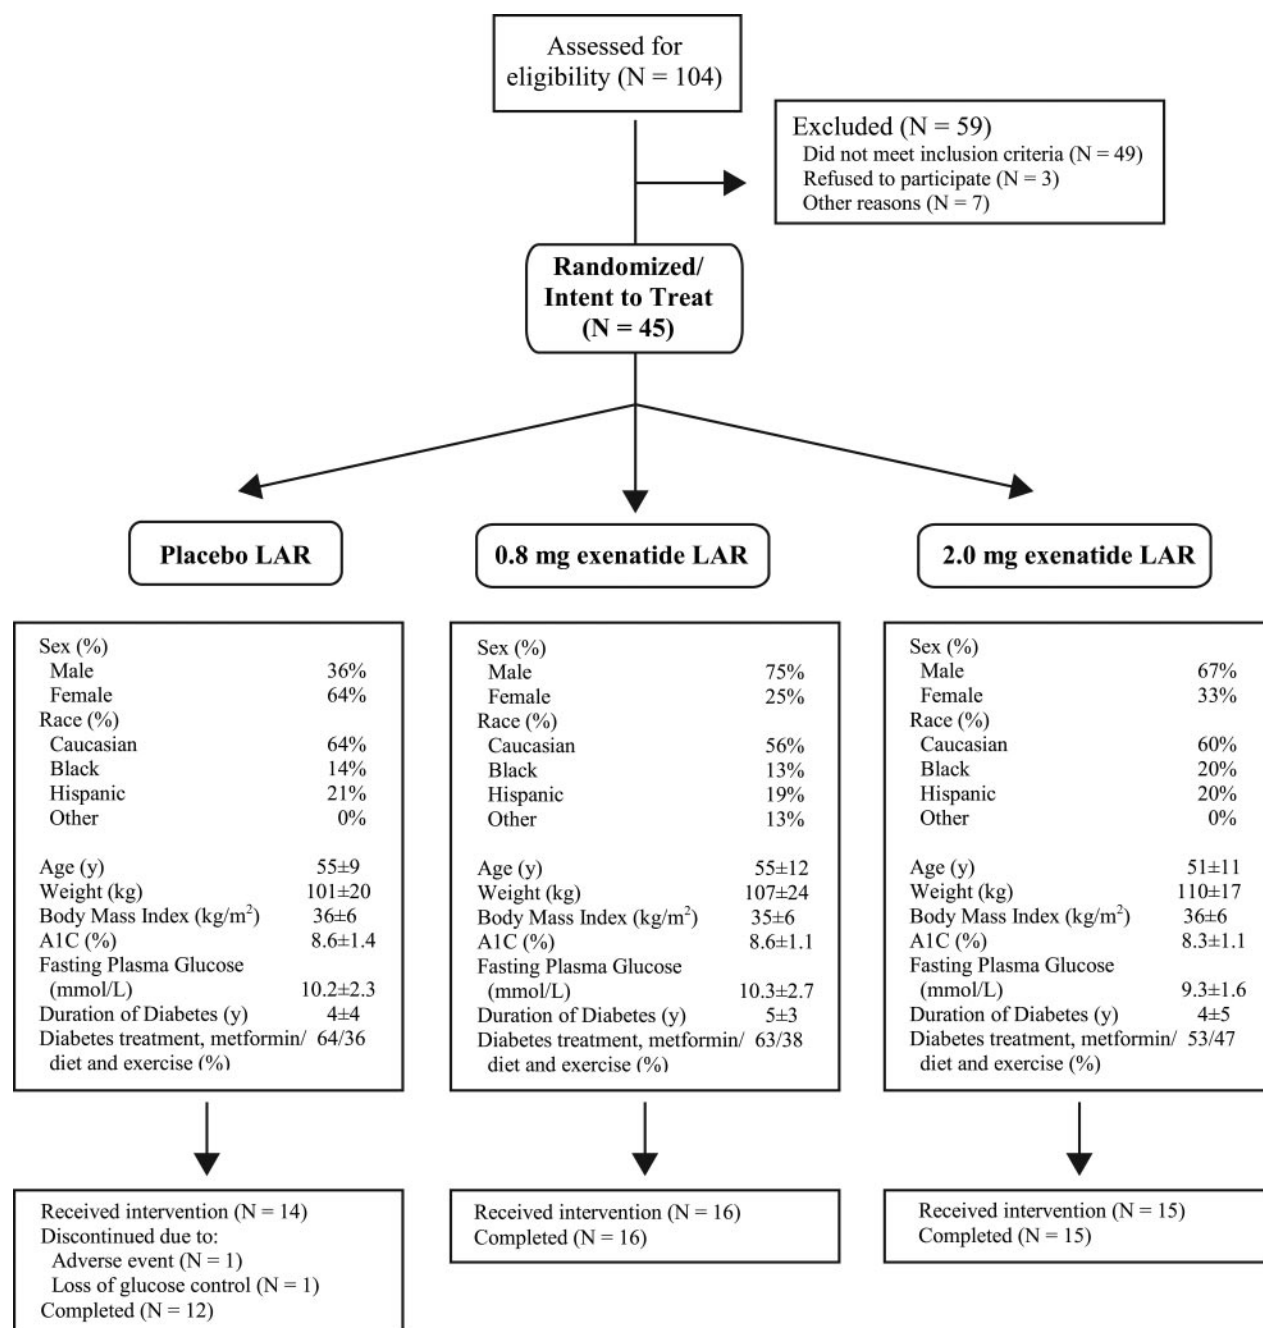 Assessed for
eligibility (N = 104)
Excluded (N = 59)
Did not meet inclusion criteria (N = 49)
Refused to participate (N = 3)
Other reasons (N = 7)
Randomized/
Intent to Treat
(N = 45)
Placebo LAR
0.8 mg exenatide LAR
2.0 mg exenatide LAR
Sex (%)
Male 36%
Female 64%
Race (%)
Caucasian 64%
Black 14%
Hispanic 21%
Other 0%
Age (y) 55±9
Weight (kg) 101±20
Body Mass Index (kg/m²) 36±6
A1C (%) 8.6±1.4
Fasting Plasma Glucose
(mmol/L) 10.2±2.3
Duration of Diabetes (y) 4±4
Diabetes treatment, metformin/ 64/36
diet and exercise (%)
Sex (%)
Male 75%
Female 25%
Race (%)
Caucasian 56%
Black 13%
Hispanic 19%
Other 13%
Age (y) 55±12
Weight (kg) 107±24
Body Mass Index (kg/m²) 35±6
A1C (%) 8.6±1.1
Fasting Plasma Glucose
(mmol/L) 10.3±2.7
Duration of Diabetes (y) 5±3
Diabetes treatment, metformin/ 63/38
diet and exercise (%)
Sex (%)
Male 67%
Female 33%
Race (%)
Caucasian 60%
Black 20%
Hispanic 20%
Other 0%
Age (y) 51±11
Weight (kg) 110±17
Body Mass Index (kg/m²) 36±6
A1C (%) 8.3±1.1
Fasting Plasma Glucose
(mmol/L) 9.3±1.6
Duration of Diabetes (y) 4±5
Diabetes treatment, metformin/ 53/47
diet and exercise (%)
Received intervention (N = 14)
Discontinued due to:
Adverse event (N = 1)
Loss of glucose control (N = 1)
Completed (N = 12)
Received intervention (N = 16)
Completed (N = 16)
Received intervention (N = 15)
Completed (N = 15)